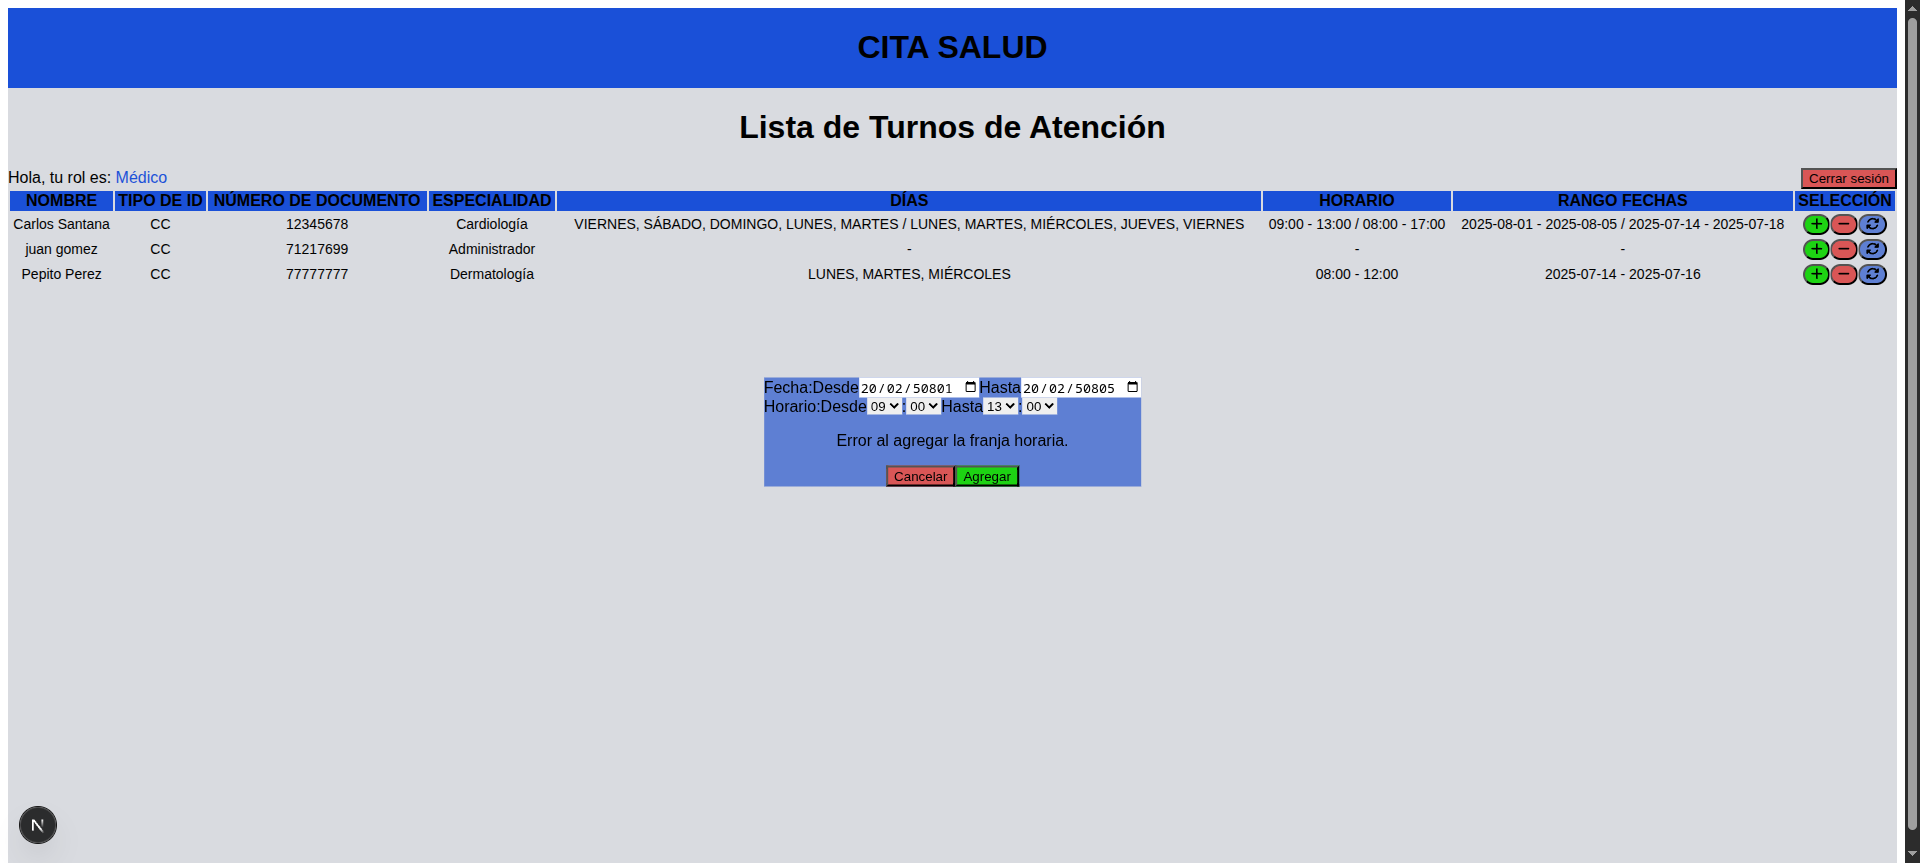 CITA SALUD
Lista de Turnos de Atención
Hola, tu rol es: Médico
Cerrar sesión
NOMBRE TIPO DE ID NÚMERO DE DOCUMENTO ESPECIALIDAD DÍAS HORARIO RANGO FECHAS SELECCIÓN
Carlos Santana CC 12345678 Cardiología VIERNES, SÁBADO, DOMINGO, LUNES, MARTES / LUNES, MARTES, MIÉRCOLES, JUEVES, VIERNES 09:00 - 13:00 / 08:00 - 17:00 2025-08-01 - 2025-08-05 / 2025-07-14 - 2025-07-18
juan gomez CC 71217699 Administrador - - -
Pepito Perez CC 77777777 Dermatología LUNES, MARTES, MIÉRCOLES 08:00 - 12:00 2025-07-14 - 2025-07-16
Fecha:Desde 20/02/50801 Hasta 20/02/50805
Horario:Desde 09 : 00 Hasta 13 : 00
Error al agregar la franja horaria.
Cancelar Agregar
N